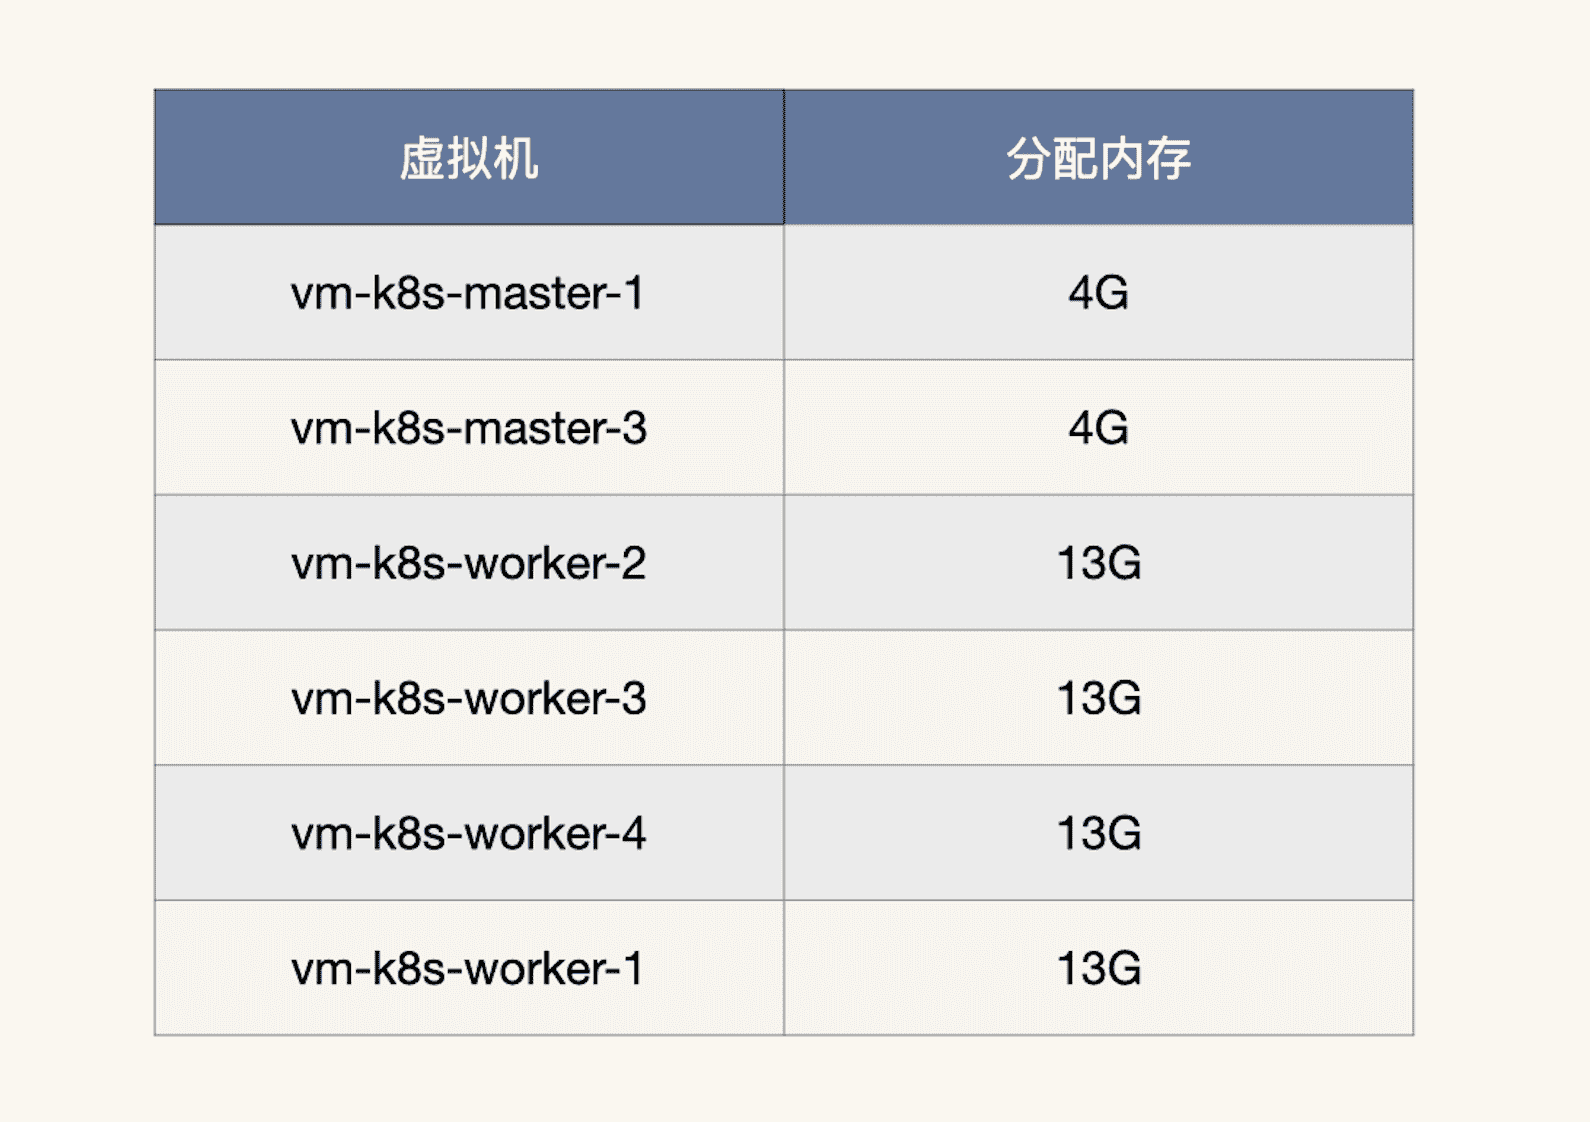 虚拟机 分配内存
vm-k8s-master-1 4G
vm-k8s-master-3 4G
vm-k8s-worker-2 13G
vm-k8s-worker-3 13G
vm-k8s-worker-4 13G
vm-k8s-worker-1 13G